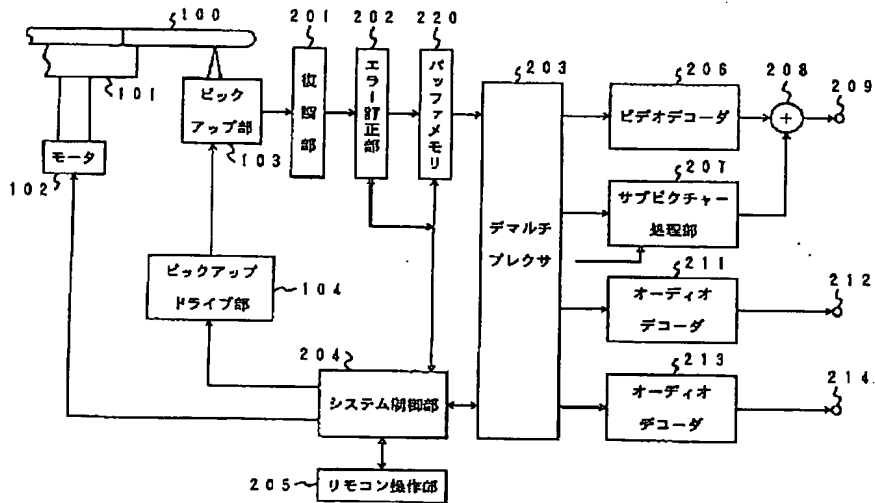 100
201
202
220
復調部
エラー訂正部
バッファメモリ
203
206
208
209
101
ピック
アップ部
ビデオデコーダ
モータ
103
102
207
サブピクチャー
処理部
デマルチ
プレクサ
ピックアップ
ドライブ部
104
211
212
オーディオ
デコーダ
204
213
214
システム制御部
オーディオ
デコーダ
205
リモコン操作部